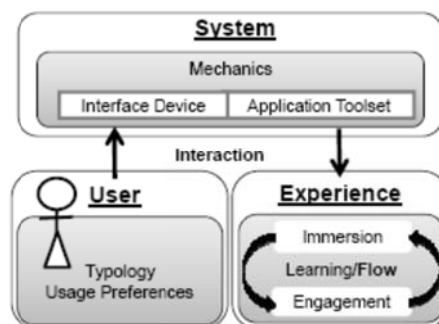 System
Mechanics
Interface Device
Application Toolset
Interaction
User
Typology
Usage Preferences
Experience
Immersion
Learning/Flow
Engagement